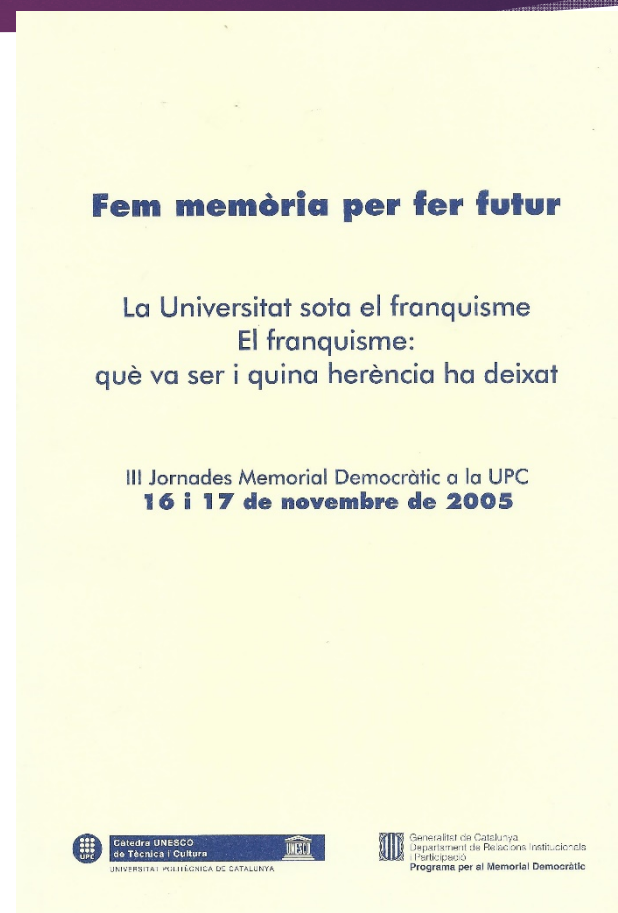 Fem memòria per fer futur
La Universitat sota el franquisme
El franquisme:
què va ser i quina herència ha deixat
III Jornades Memorial Democràtic a la UPC
16 i 17 de novembre de 2005
UPC
Càtedra UNESCO
de Tècnica i Cultura
UNESCO
UNIVERSITAT POLITÈCNICA DE CATALUNYA
Generalitat de Catalunya
Departament de Relacions Institucionals
i Participació
Programa per al Memorial Democràtic